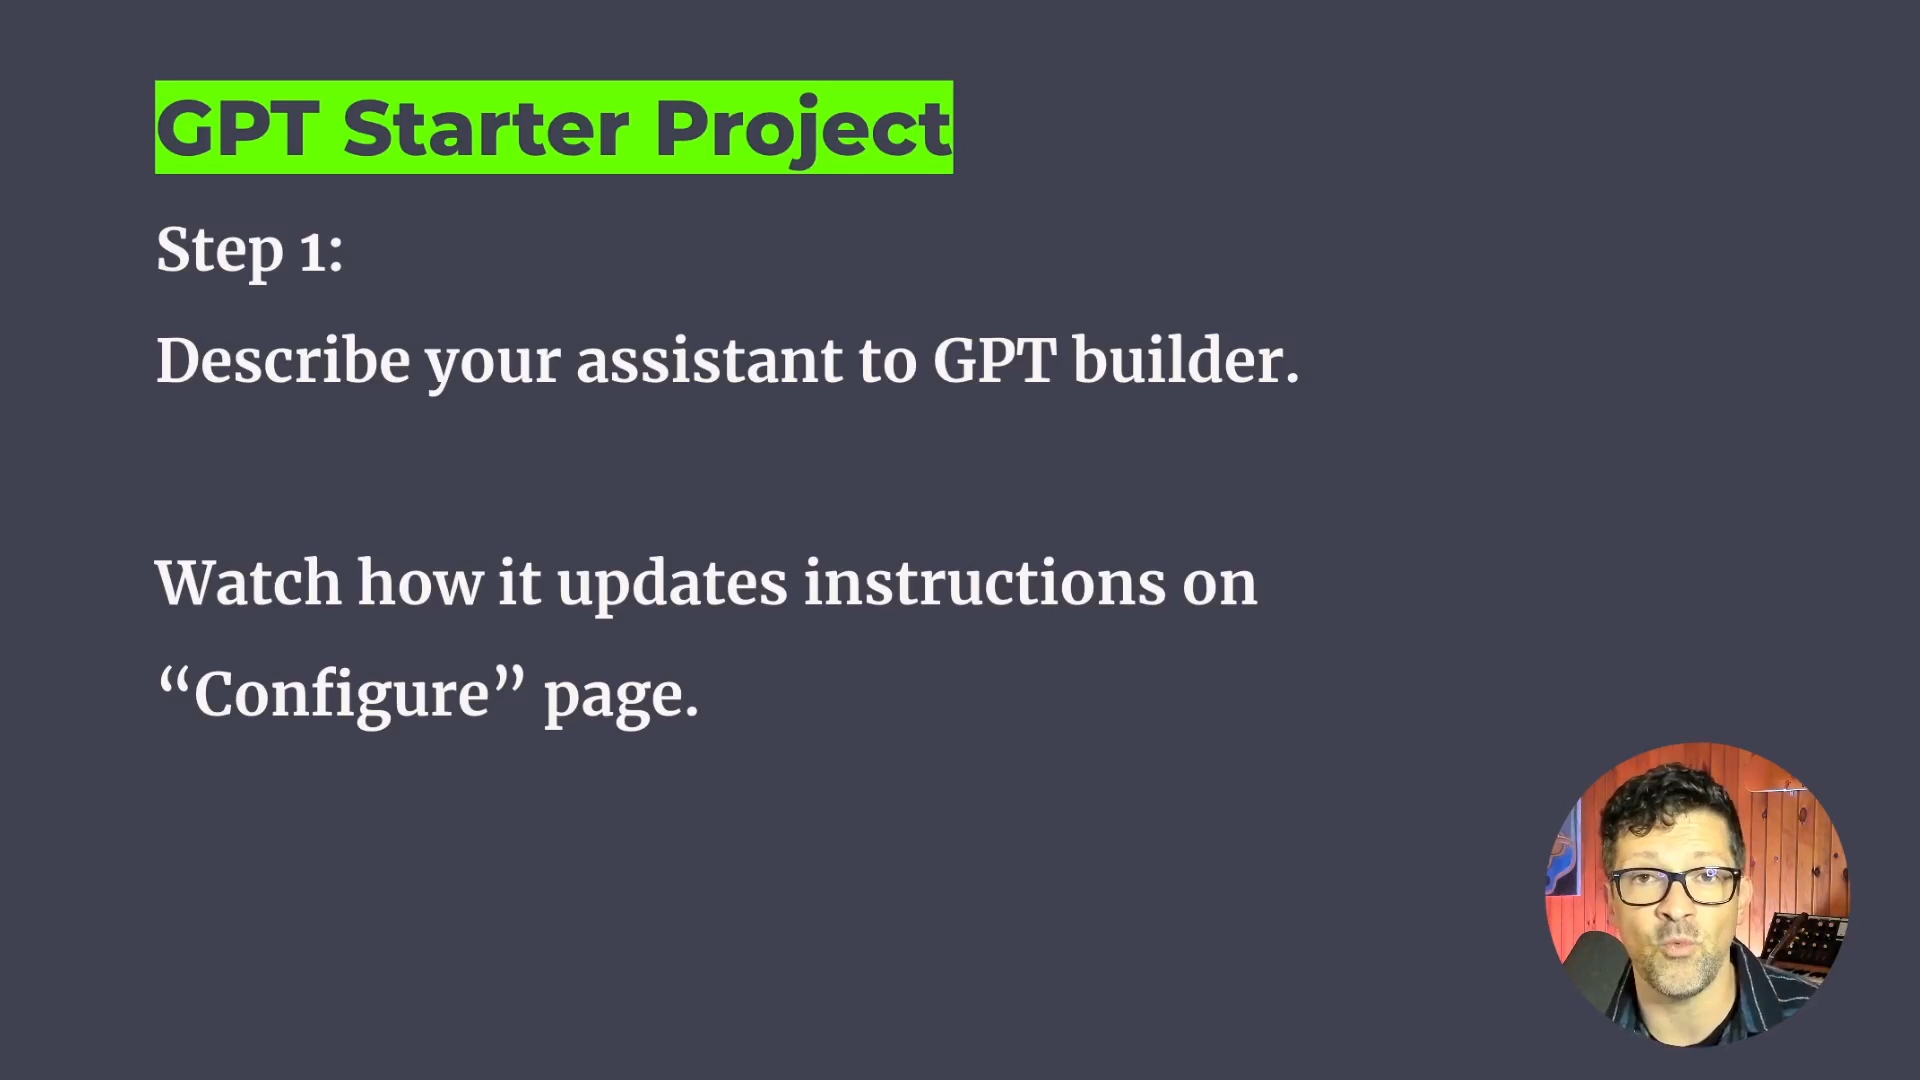 GPT Starter Project
Step 1:
Describe your assistant to GPT builder.
Watch how it updates instructions on
“Configure” page.